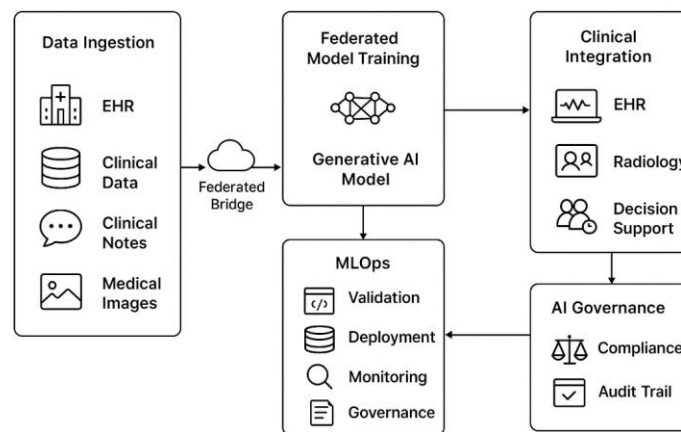 Data Ingestion
EHR
Clinical
Data
Clinical
Notes
Medical
Images
Federated
Bridge
Federated
Model Training
Generative AI
Model
Clinical
Integration
EHR
Radiology
Decision
Support
MLOps
Validation
</>
Deployment
Monitoring
Governance
AI Governance
Compliance
Audit Trail